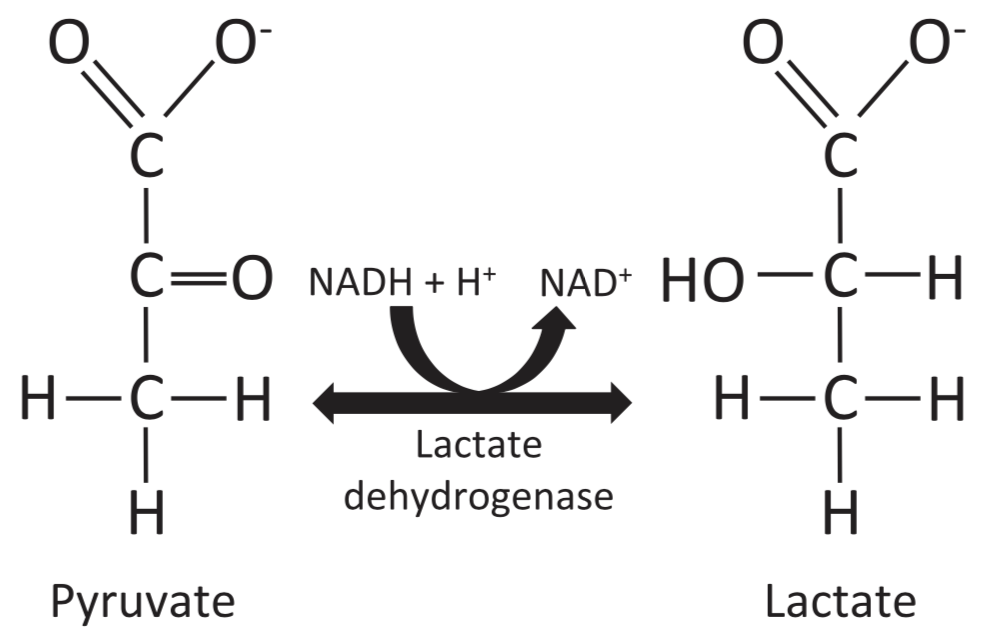 O O⁻
C
C=O
H—C—H
H
Pyruvate
NADH + H⁺ NAD⁺
Lactate
dehydrogenase
O O⁻
C
HO—C—H
H—C—H
H
Lactate